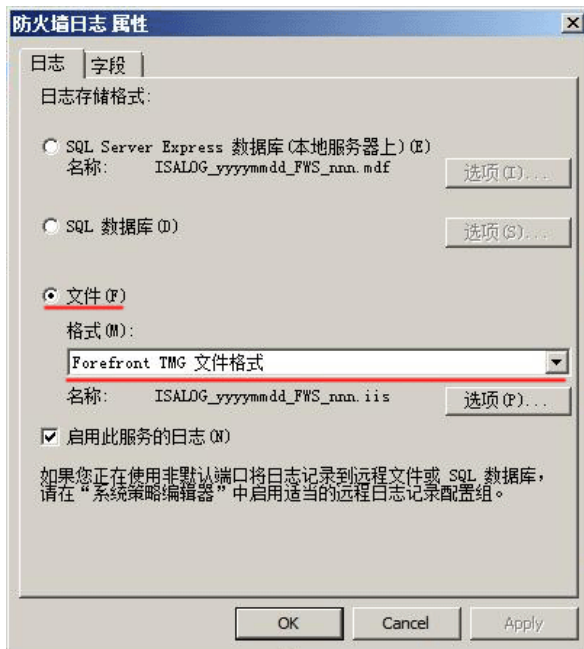 防火墙日志 属性
日志
字段
日志存储格式:
SQL Server Express 数据库(本地服务器上)(E)
名称: ISALOG_yyyymmdd_FWS_nnn.mdf
选项(I)...
SQL 数据库(D)
选项(S)...
文件(F)
格式(M):
Forefront TMG 文件格式
名称: ISALOG_yyyymmdd_FWS_nnn.iis
选项(P)...
启用此服务的日志(N)
如果您正在使用非默认端口将日志记录到远程文件或 SQL 数据库，
请在“系统策略编辑器”中启用适当的远程日志记录配置组。
OK
Cancel
Apply